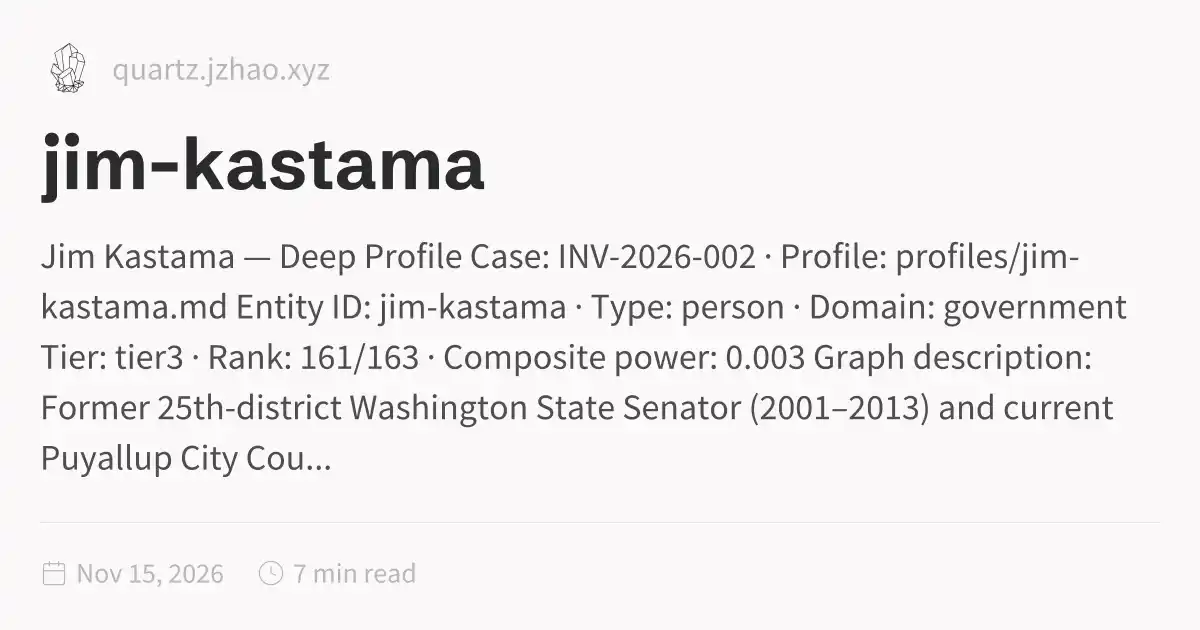 quartz.jzhao.xyz
jim-kastama
Jim Kastama — Deep Profile Case: INV-2026-002 · Profile: profiles/jim-
kastama.md Entity ID: jim-kastama · Type: person · Domain: government
Tier: tier3 · Rank: 161/163 · Composite power: 0.003 Graph description:
Former 25th-district Washington State Senator (2001–2013) and current
Puyallup City Cou...
Nov 15, 2026 7 min read